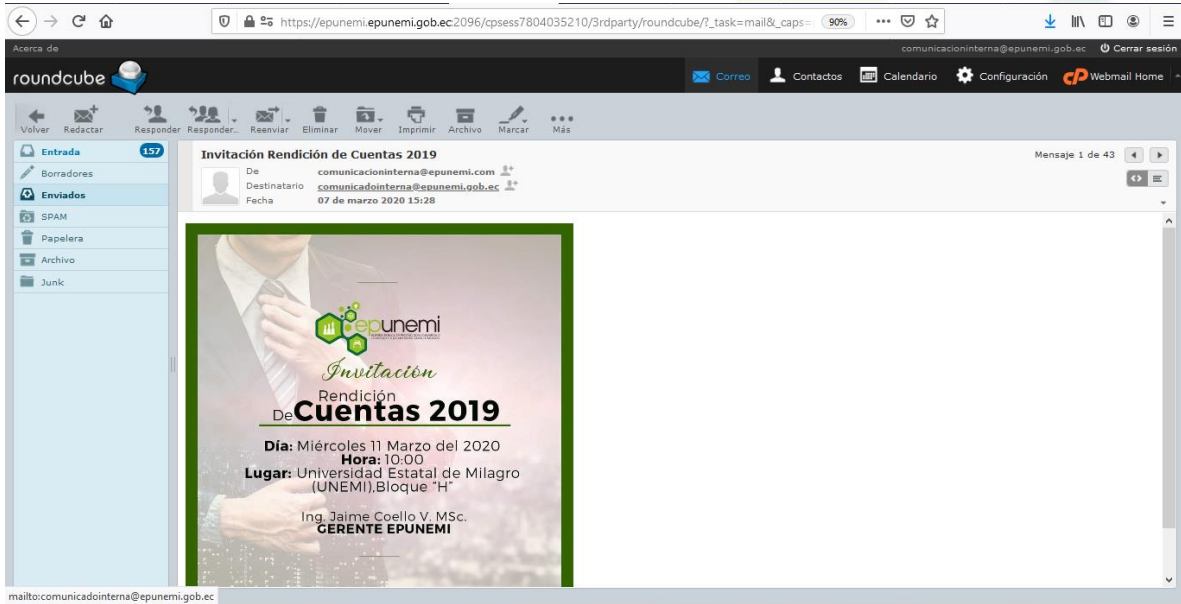 https://epunemi.epunemi.gob.ec:2096/cpsess7804035210/3rdparty/roundcube/?_task=mail&_caps=
90%
Acerca de
comunicacioninterna@epunemi.gob.ec Cerrar sesión
roundcube
Correo Contactos Calendario Configuración cP Webmail Home
Volver Redactar Responder Responder... Reenviar Eliminar Mover Imprimir Archivo Marcar Más
Entrada 157
Borradores
Enviados
SPAM
Papelera
Archivo
Junk
Invitación Rendición de Cuentas 2019
Mensaje 1 de 43
De comunicacioninterna@epunemi.com
Destinatario comunicadointerna@epunemi.gob.ec
Fecha 07 de marzo 2020 15:28
epunemi
Invitación
Rendición
De Cuentas 2019
Día: Miércoles 11 Marzo del 2020
Hora: 10:00
Lugar: Universidad Estatal de Milagro
(UNEMI),Bloque "H"
Ing. Jaime Coello V. MSc.
GERENTE EPUNEMI
mailto:comunicadointerna@epunemi.gob.ec